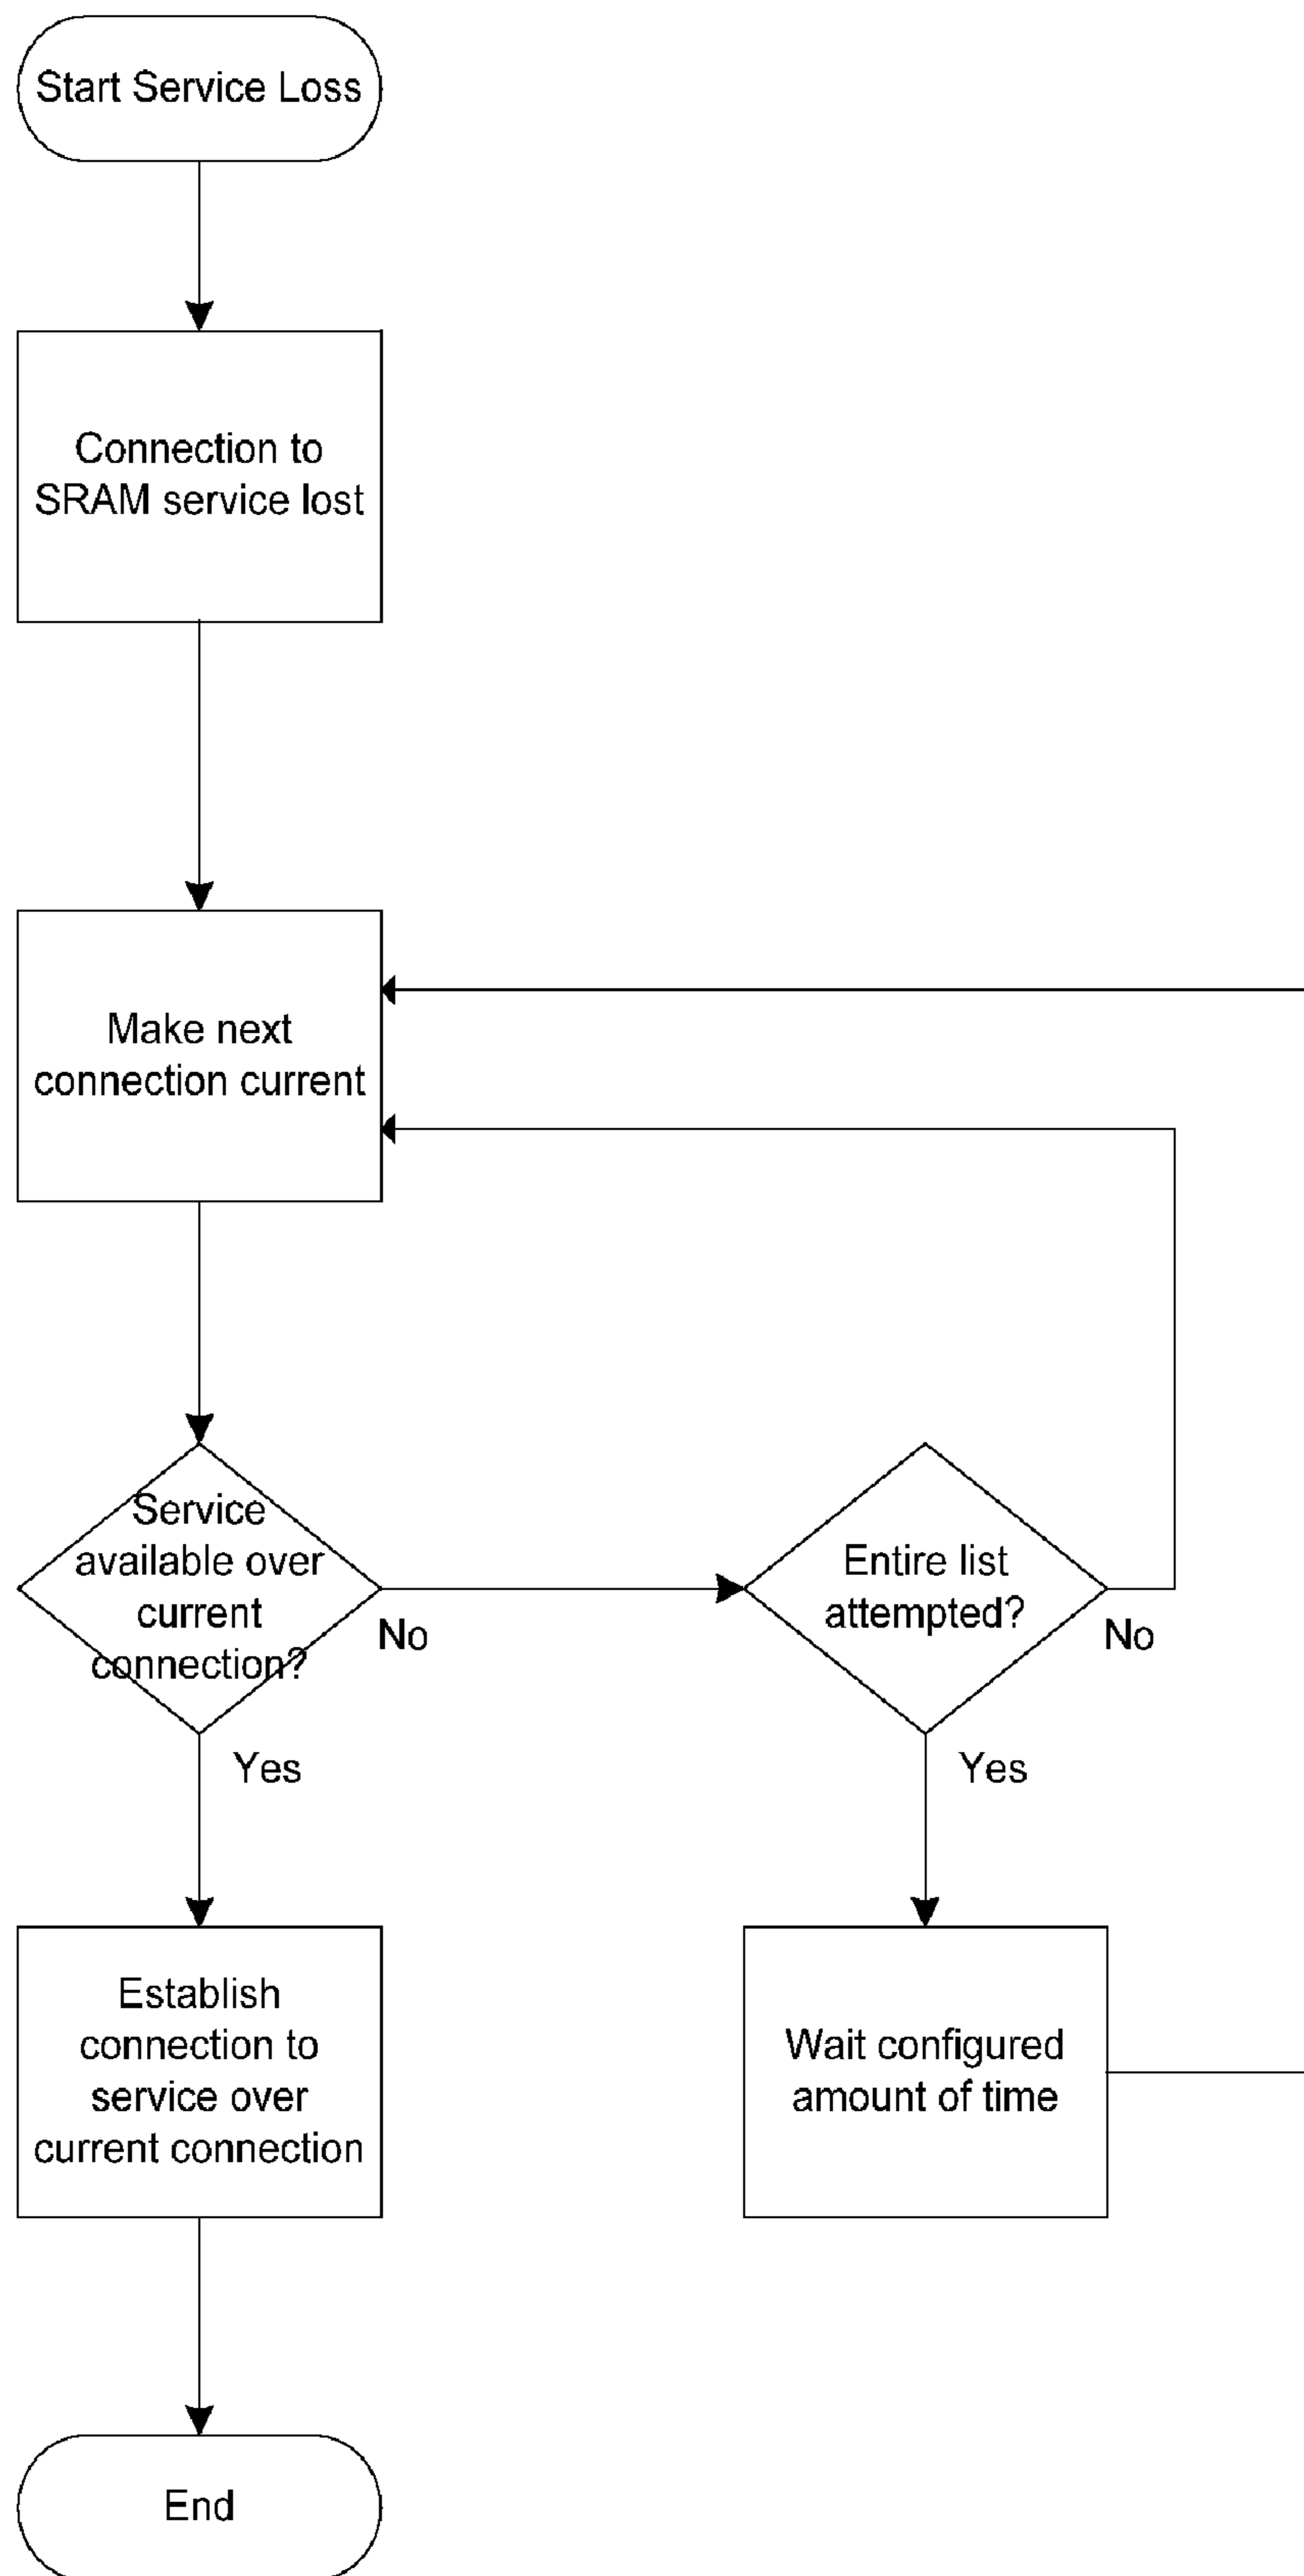 Start Service Loss
Connection to
SRAM service lost
Make next
connection current
Service
available over
current
connection?
No
Yes
Entire list
attempted?
No
Yes
Establish
connection to
service over
current connection
Wait configured
amount of time
End